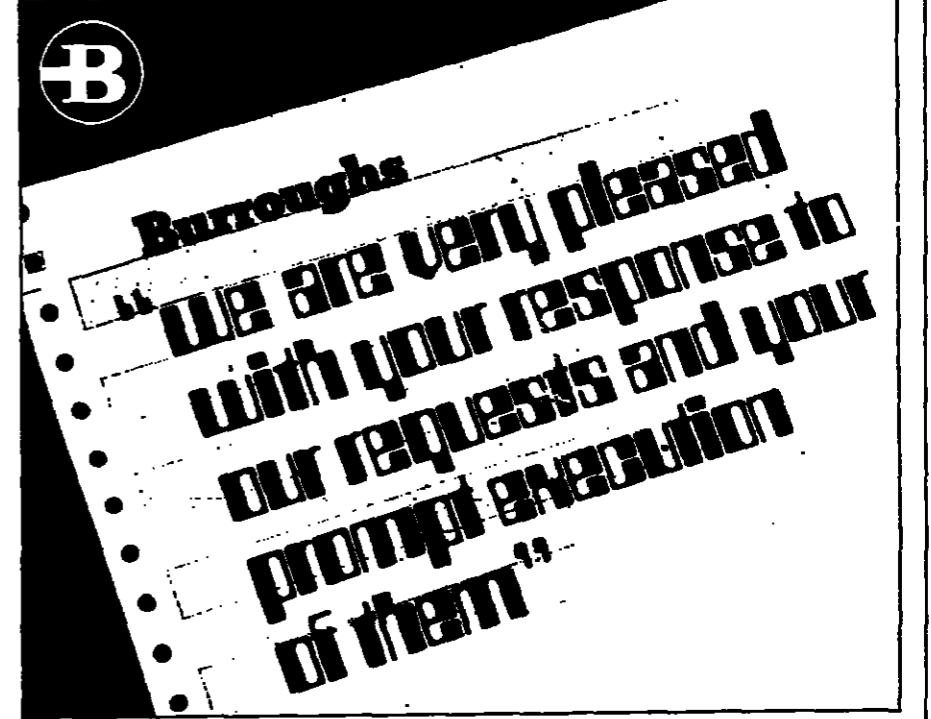 B
Burroughs
“we are very pleased
with your response to
our requests and your
prompt execution
of them”